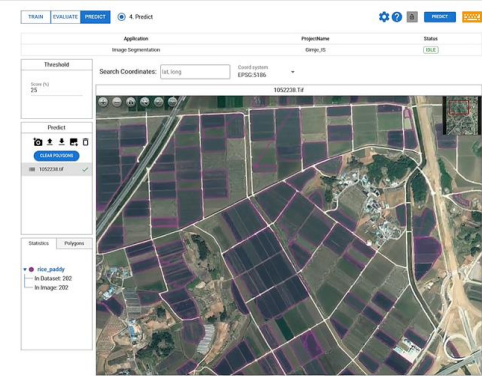 TRAIN EVALUATE PREDICT 4. Predict PREDICT
Application ProjectName Status
Image Segmentation Gimje_IS IDLE
Threshold
Score (%)
25
Search Coordinates: lat, long
Coord system
EPSG:5186
1052238.tif
Predict
CLEAR POLYGONS
1052238.tif
Statistics Polygons
rice_paddy
In Dataset: 202
In Image: 202